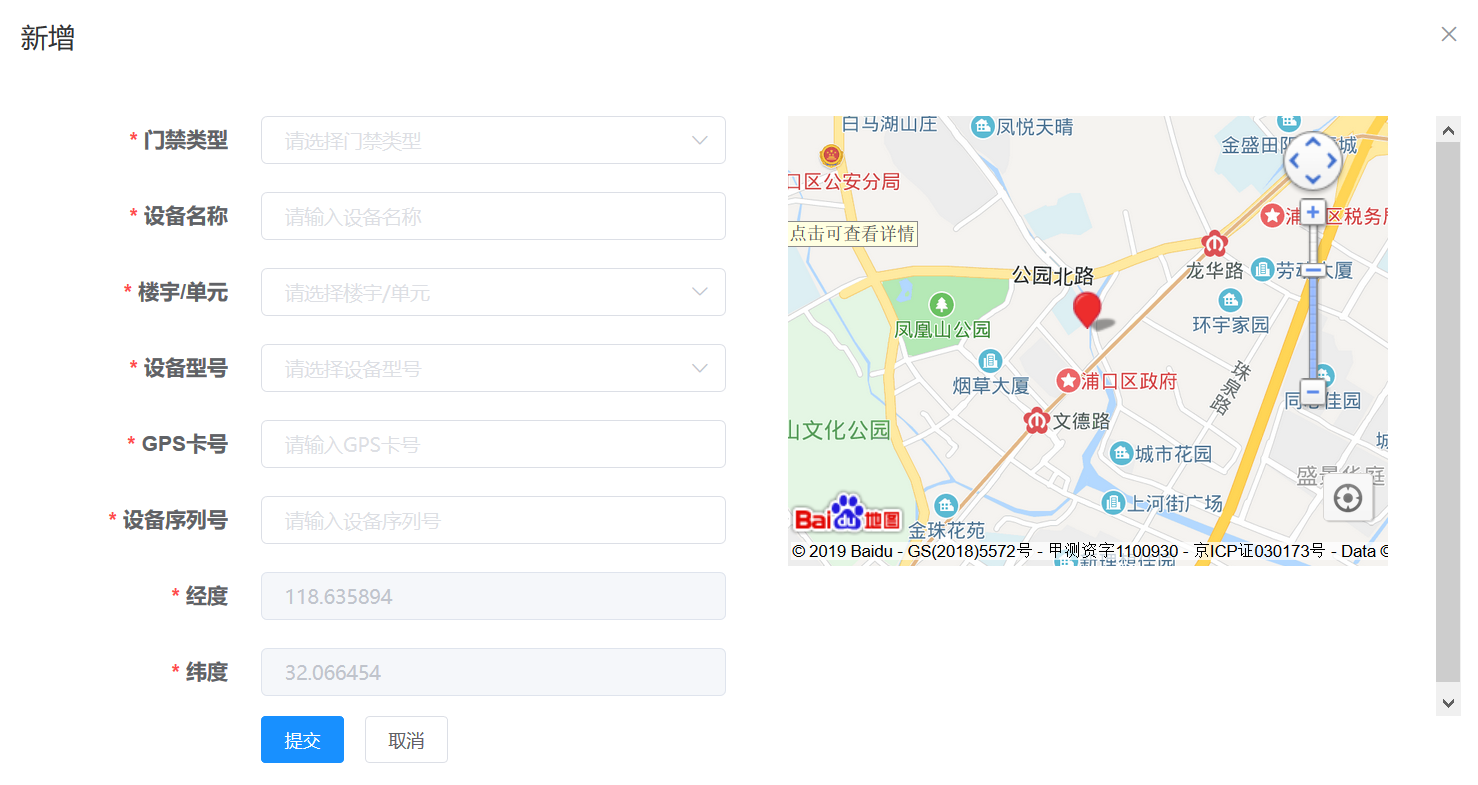 新增
* 门禁类型
请选择门禁类型
* 设备名称
请输入设备名称
* 楼宇/单元
请选择楼宇/单元
* 设备型号
请选择设备型号
* GPS卡号
请输入GPS卡号
* 设备序列号
请输入设备序列号
* 经度
118.635894
* 纬度
32.066454
提交
取消
白马湖山庄
凤悦天晴
金盛田
城
口区公安分局
浦
区税务局
点击可查看详情
龙华路
劳动大厦
公园北路
环宇家园
凤凰山公园
烟草大厦
浦口区政府
珠泉路
佳园
文德路
山文化公园
城市花园
盛景华庭
上河街广场
Bai du 地图
金珠花苑
© 2019 Baidu - GS(2018)5572号 - 甲测资字1100930 - 京ICP证030173号 - Data ©